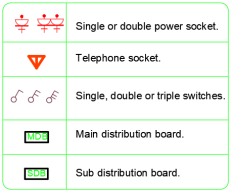 Single or double power socket.
Telephone socket.
Single, double or triple switches.
MDB Main distribution board.
SDB Sub distribution board.